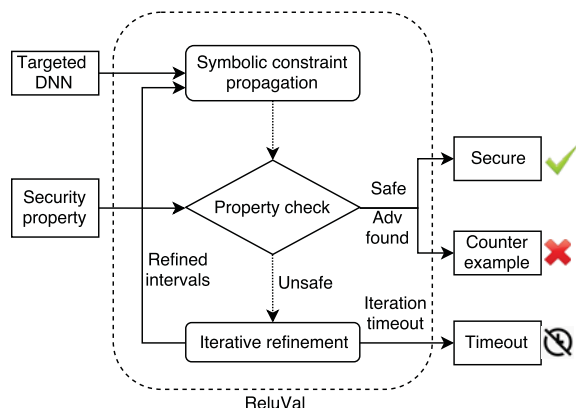 Targeted
DNN
Symbolic constraint
propagation
Security
property
Property check
Safe
Adv
found
Secure
Counter
example
Refined
intervals
Unsafe
Iterative refinement
Iteration
timeout
Timeout
ReluVal